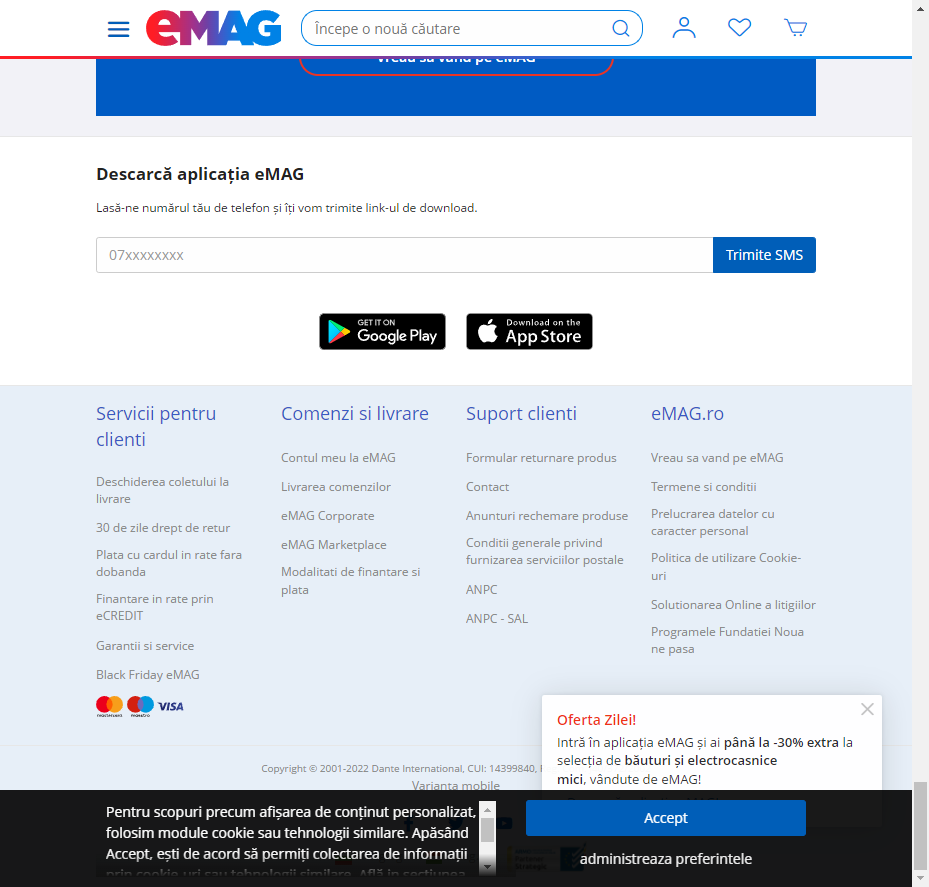 eMAG
Începe o nouă căutare
Vreau sa vand pe eMAG
Descarcă aplicația eMAG
Lasă-ne numărul tău de telefon și îți vom trimite link-ul de download.
07xxxxxxxx
Trimite SMS
GET IT ON
Google Play
Download on the
App Store
Servicii pentru
clienti
Deschiderea coletului la
livrare
30 de zile drept de retur
Plata cu cardul in rate fara
dobanda
Finantare in rate prin
eCREDIT
Garantii si service
Black Friday eMAG
mastercard
maestro
VISA
Comenzi si livrare
Contul meu la eMAG
Livrarea comenzilor
eMAG Corporate
eMAG Marketplace
Modalitati de finantare si
plata
Suport clienti
Formular returnare produs
Contact
Anunturi rechemare produse
Conditii generale privind
furnizarea serviciilor postale
ANPC
ANPC - SAL
eMAG.ro
Vreau sa vand pe eMAG
Termene si conditii
Prelucrarea datelor cu
caracter personal
Politica de utilizare Cookie-
uri
Solutionarea Online a litigiilor
Programele Fundatiei Noua
ne pasa
Oferta Zilei!
Intră în aplicația eMAG și ai până la -30% extra la
selecția de băuturi și electrocasnice
mici, vândute de eMAG!
Copyright © 2001-2022 Dante International, CUI: 14399840,
Varianta mobile
Pentru scopuri precum afișarea de conținut personalizat,
folosim module cookie sau tehnologii similare. Apăsând
Accept, ești de acord să permiți colectarea de informații
prin cookie-uri sau tehnologii similare. Află in sectiunea
Accept
administreaza preferintele